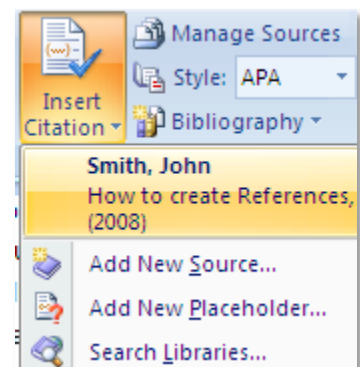 Insert Citation
Manage Sources
Style: APA
Bibliography
Smith, John
How to create References,
(2008)
Add New Source...
Add New Placeholder...
Search Libraries...